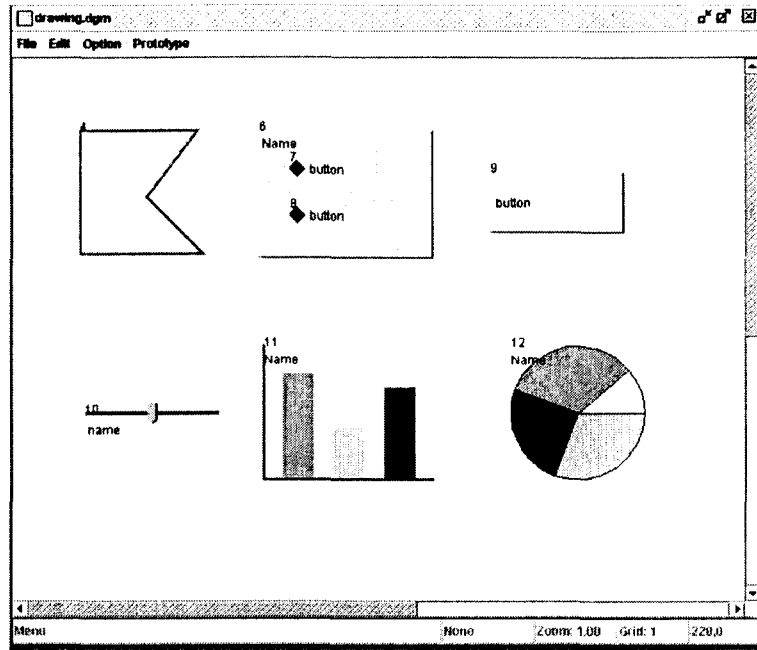 drawing.dgm
File Edit Option Prototype
4
6
Name
7
button
8
button
9
button
10
name
11
Name
12
Name
Menu None Zoom: 1.00 Grid: 1 220,0